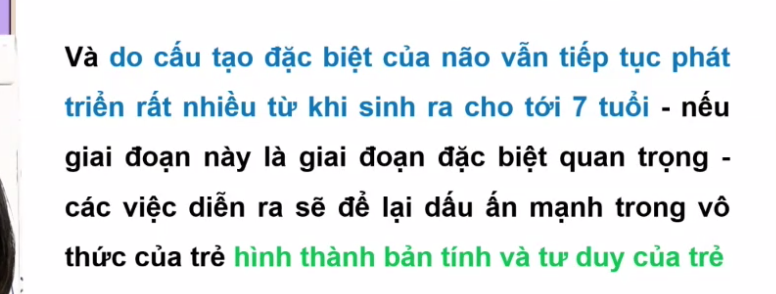 Và do cấu tạo đặc biệt của não vẫn tiếp tục phát
triển rất nhiều từ khi sinh ra cho tới 7 tuổi - nếu
giai đoạn này là giai đoạn đặc biệt quan trọng -
các việc diễn ra sẽ để lại dấu ấn mạnh trong vô
thức của trẻ hình thành bản tính và tư duy của trẻ